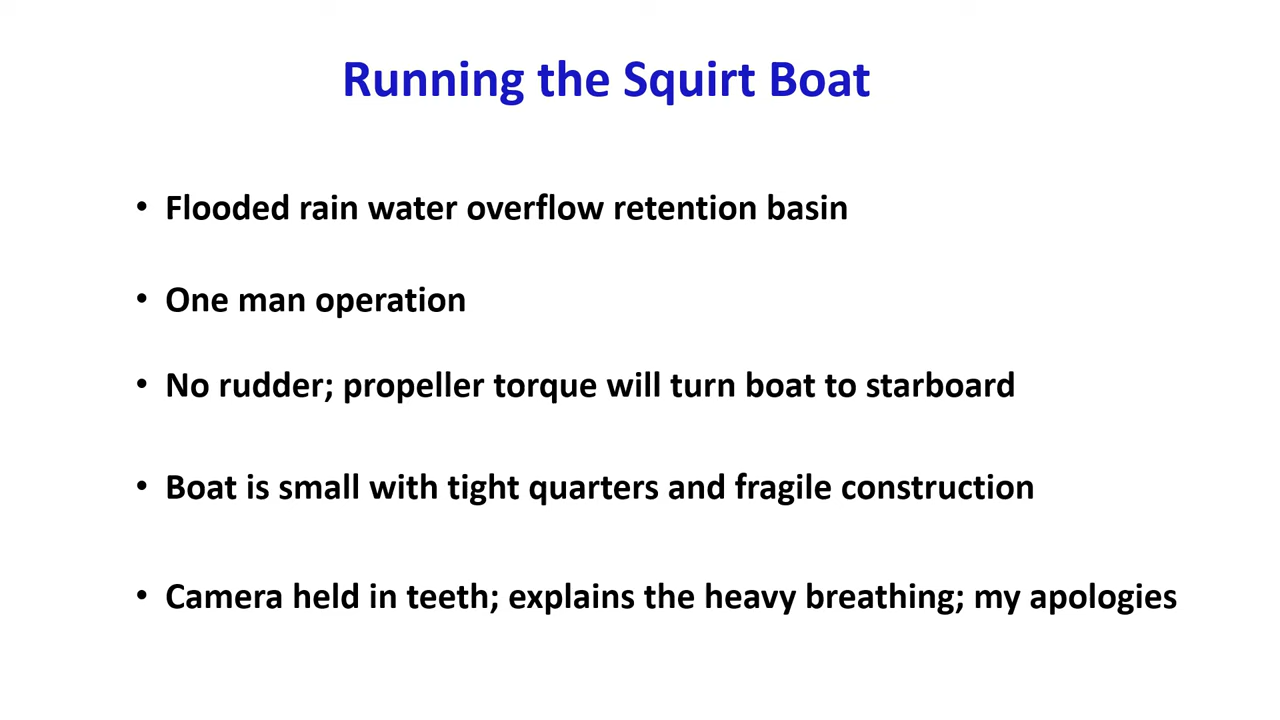 Running the Squirt Boat
• Flooded rain water overflow retention basin
• One man operation
• No rudder; propeller torque will turn boat to starboard
• Boat is small with tight quarters and fragile construction
• Camera held in teeth; explains the heavy breathing; my apologies